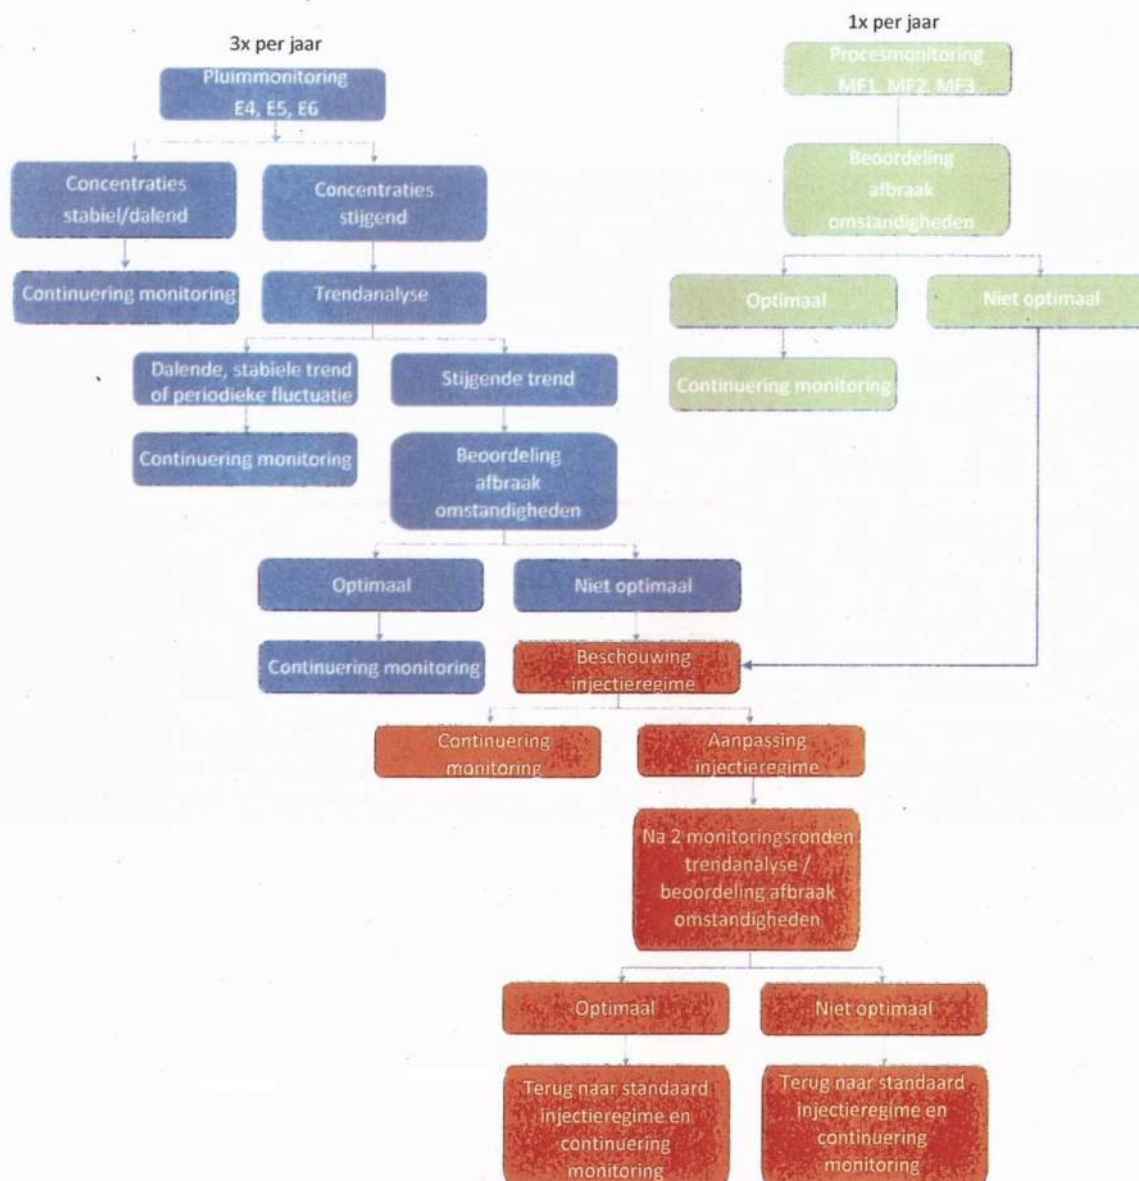 3x per jaar
Pluimmonitoring
E4, E5, E6
Concentraties
stabiel/dalend
Concentraties
stijgend
Continuering monitoring
Trendanalyse
Dalende, stabiele trend
of periodieke fluctuatie
Stijgende trend
Continuering monitoring
Beoordeling
afbraak
omstandigheden
Optimaal
Niet optimaal
Continuering monitoring
1x per jaar
Procesmonitoring
MF1, MF2, MF3
Beoordeling
afbraak
omstandigheden
Optimaal
Niet optimaal
Continuering monitoring
Beschouwing
injectieregime
Continuering
monitoring
Aanpassing
injectieregime
Na 2 monitoringsronden
trendanalyse /
beoordeling afbraak
omstandigheden
Optimaal
Niet optimaal
Terug naar standaard
injectieregime en
continuering
monitoring
Terug naar standaard
injectieregime en
continuering
monitoring